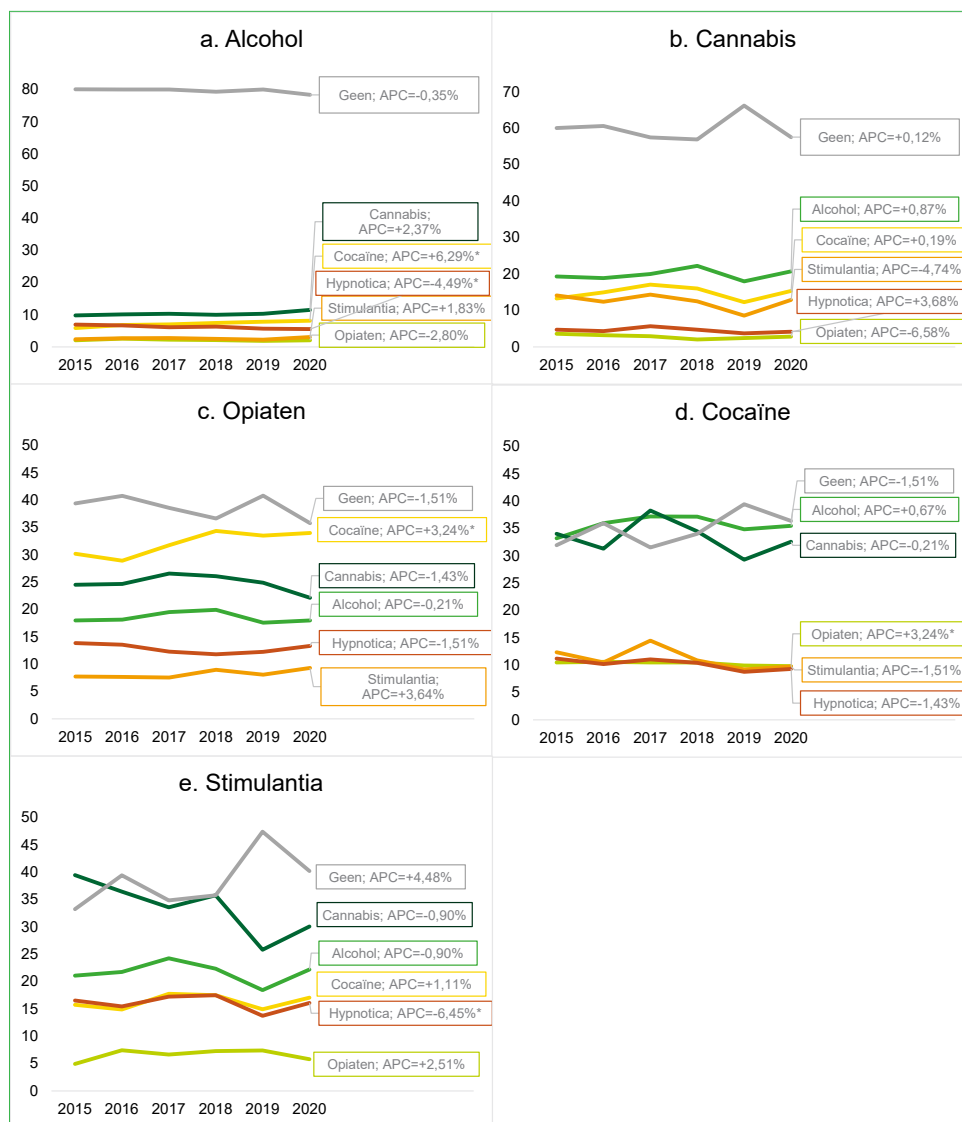 a. Alcohol
80
70
60
50
40
30
20
10
0
2015 2016 2017 2018 2019 2020
Geen; APC=-0,35%
Cannabis;
APC=+2,37%
Cocaïne; APC=+6,29%*
Hypnotica; APC=-4,49%*
Stimulantia; APC=+1,83%
Opiaten; APC=-2,80%
b. Cannabis
70
60
50
40
30
20
10
0
2015 2016 2017 2018 2019 2020
Geen; APC=+0,12%
Alcohol; APC=+0,87%
Cocaïne; APC=+0,19%
Stimulantia; APC=-4,74%
Hypnotica; APC=+3,68%
Opiaten; APC=-6,58%
c. Opiaten
50
45
40
35
30
25
20
15
10
5
0
2015 2016 2017 2018 2019 2020
Geen; APC=-1,51%
Cocaïne; APC=+3,24%*
Cannabis; APC=-1,43%
Alcohol; APC=-0,21%
Hypnotica; APC=-1,51%
Stimulantia;
APC=+3,64%
d. Cocaïne
50
45
40
35
30
25
20
15
10
5
0
2015 2016 2017 2018 2019 2020
Geen; APC=-1,51%
Alcohol; APC=+0,67%
Cannabis; APC=-0,21%
Opiaten; APC=+3,24%*
Stimulantia; APC=-1,51%
Hypnotica; APC=-1,43%
e. Stimulantia
50
45
40
35
30
25
20
15
10
5
0
2015 2016 2017 2018 2019 2020
Geen; APC=+4,48%
Cannabis; APC=-0,90%
Alcohol; APC=-0,90%
Cocaïne; APC=+1,11%
Hypnotica; APC=-6,45%*
Opiaten; APC=+2,51%